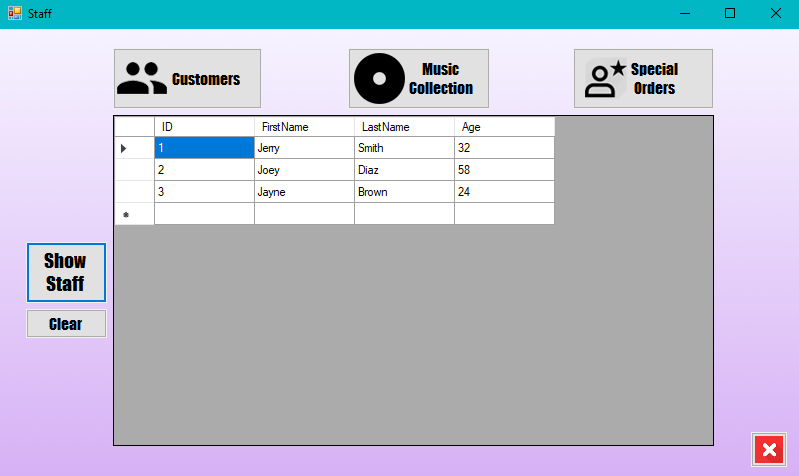 Staff
Customers
Music
Collection
Special
Orders
ID FirstName LastName Age
1 Jerry Smith 32
2 Joey Diaz 58
3 Jayne Brown 24
Show
Staff
Clear